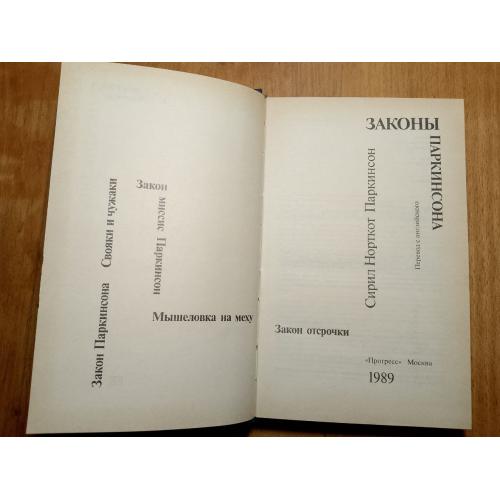 Закон Паркинсона Свояки и чужаки
Закон
миссис Паркинсон
Мышеловка на меху
ЗАКОНЫ
ПАРКИНСОНА
Сирил Норткот Паркинсон
Перевод с английского
Закон отсрочки
«Прогресс» Москва
1989